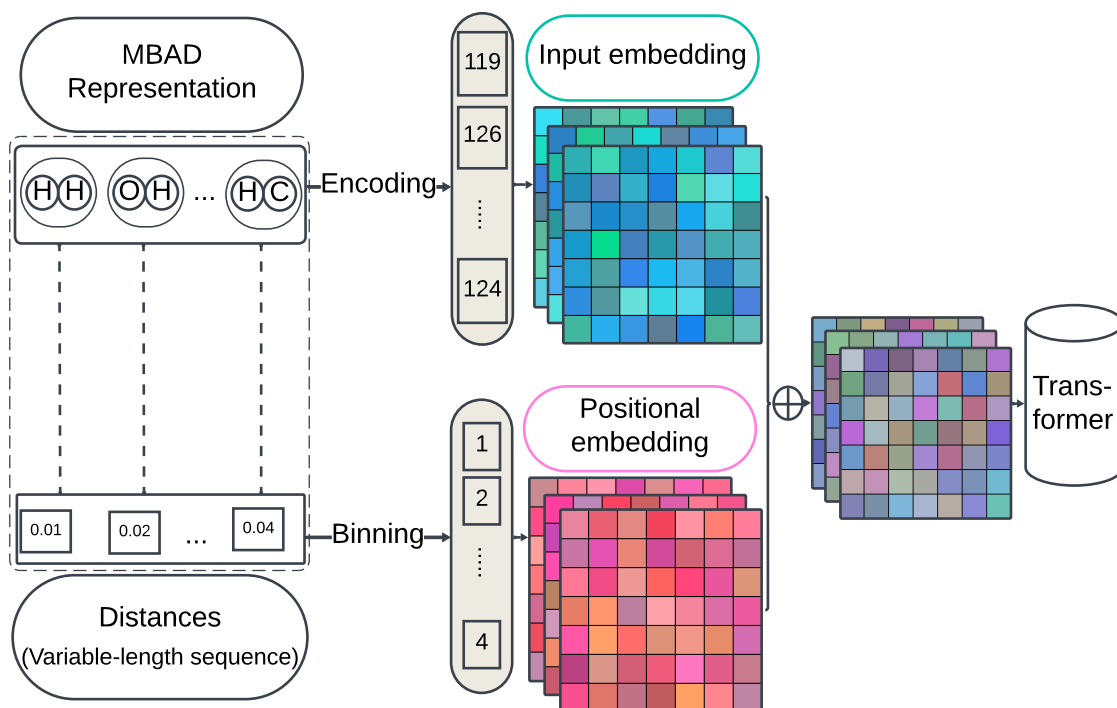 MBAD
Representation
H H O H ... H C
Encoding
119
126
.....
124
Input embedding
Distances
(Variable-length sequence)
0.01 0.02 ... 0.04
Binning
1
2
.....
4
Positional
embedding
Trans-
former